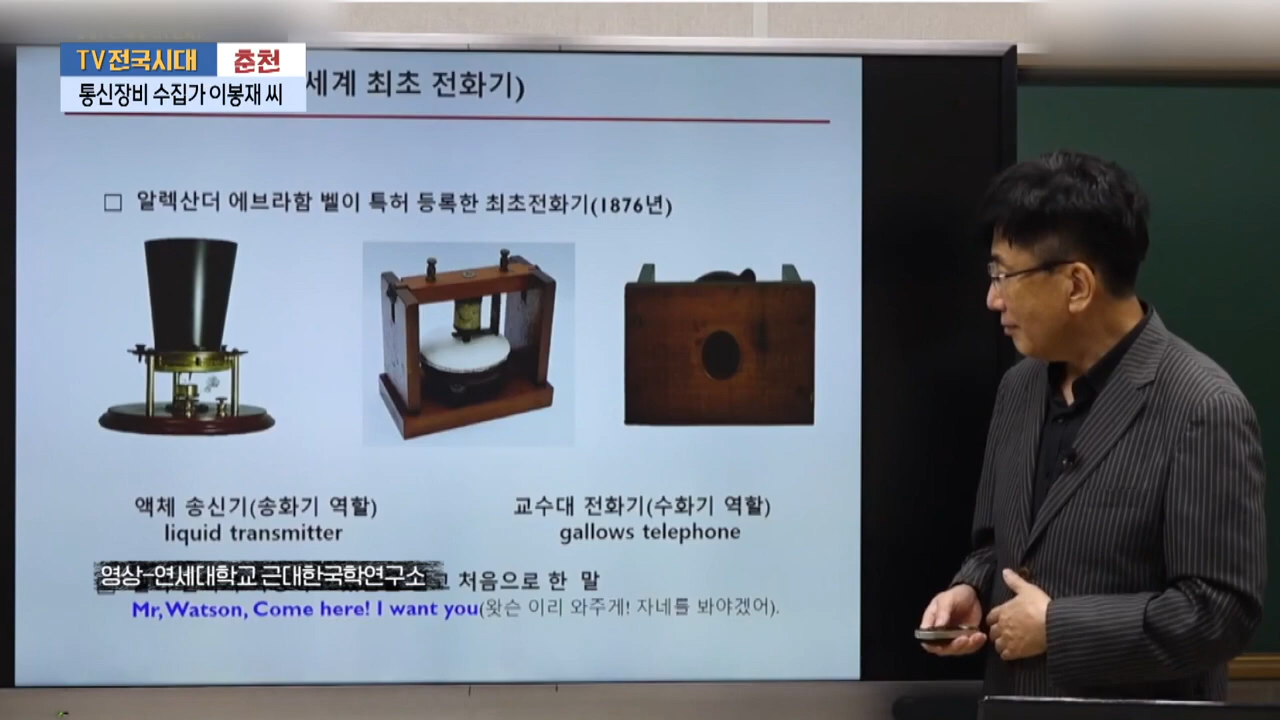 TV전국시대 춘천
통신장비 수집가 이봉재 씨
세계 최초 전화기)
□ 알렉산더 에브라함 벨이 특허 등록한 최초전화기(1876년)
액체 송신기(송화기 역할)
liquid transmitter
교수대 전화기(수화기 역할)
gallows telephone
영상-연세대학교 근대한국학연구소
고 처음으로 한 말
Mr, Watson, Come here! I want you(왓슨 이리 와주게! 자네를 봐야겠어).